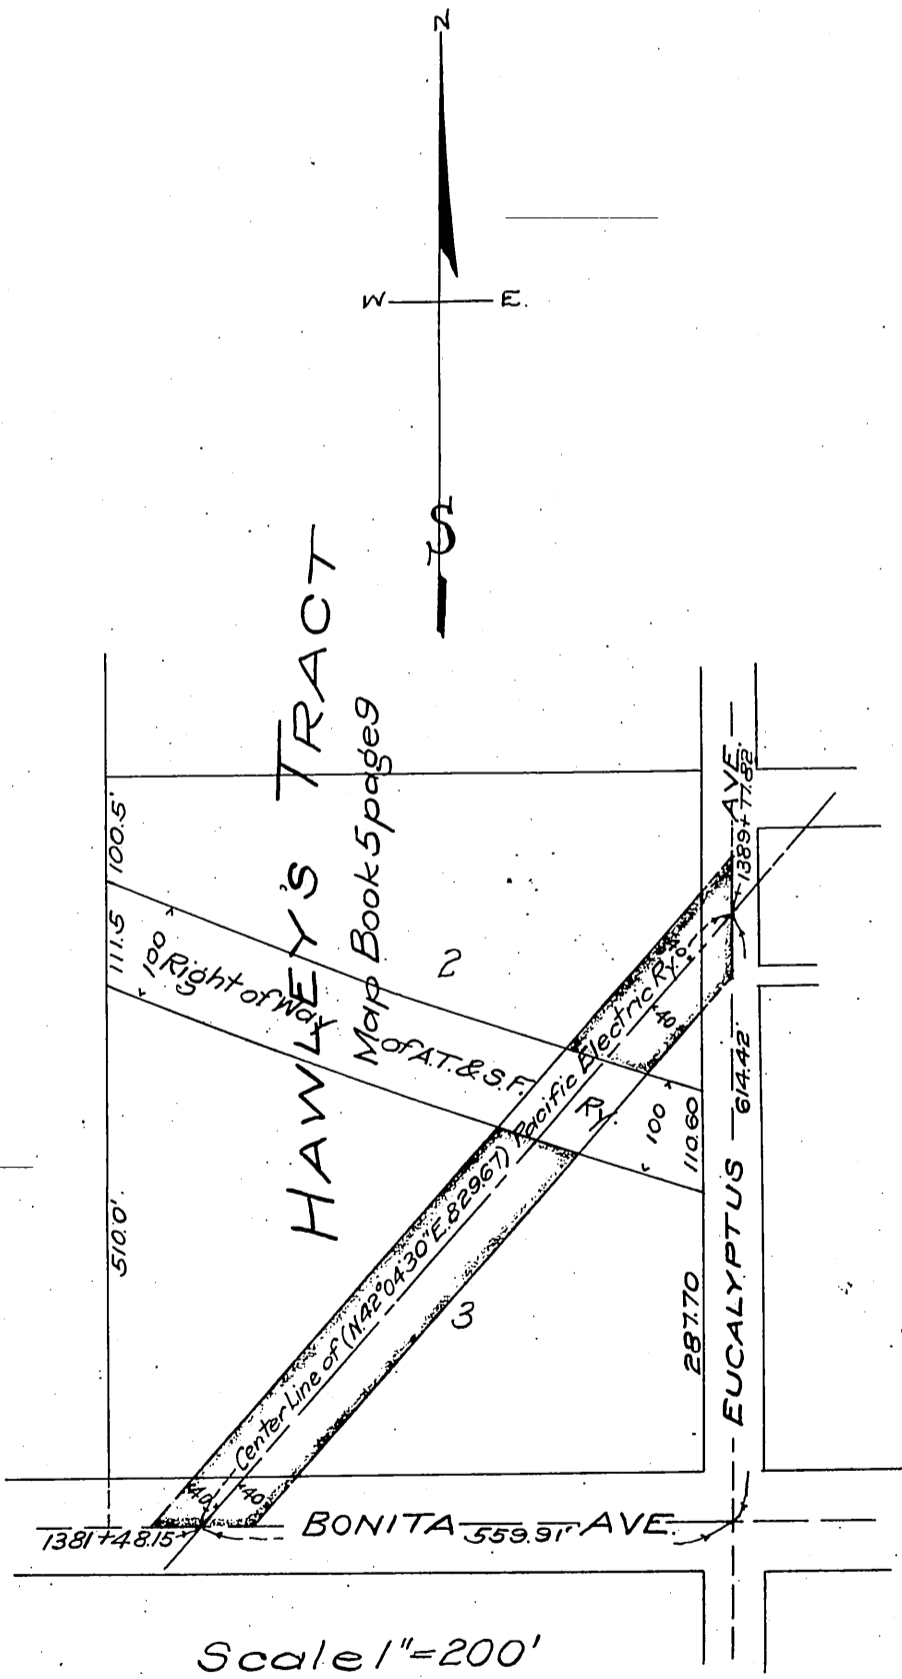 N
W E.
S
HAWLEY'S TRACT
Map Book 5 page 9
100.5'
111.5
100
Right of Way of A.T. & S.F. Ry.
2
AVE.
1389+77.82
40
614.42'
100
110.60
510.0'
Center Line of (N42°04'30"E.829.67) Pacific Electric Ry.
3
287.70
EUCALYPTUS
40
40
1381+48.15
BONITA 559.91' AVE.
Scale 1"=200'